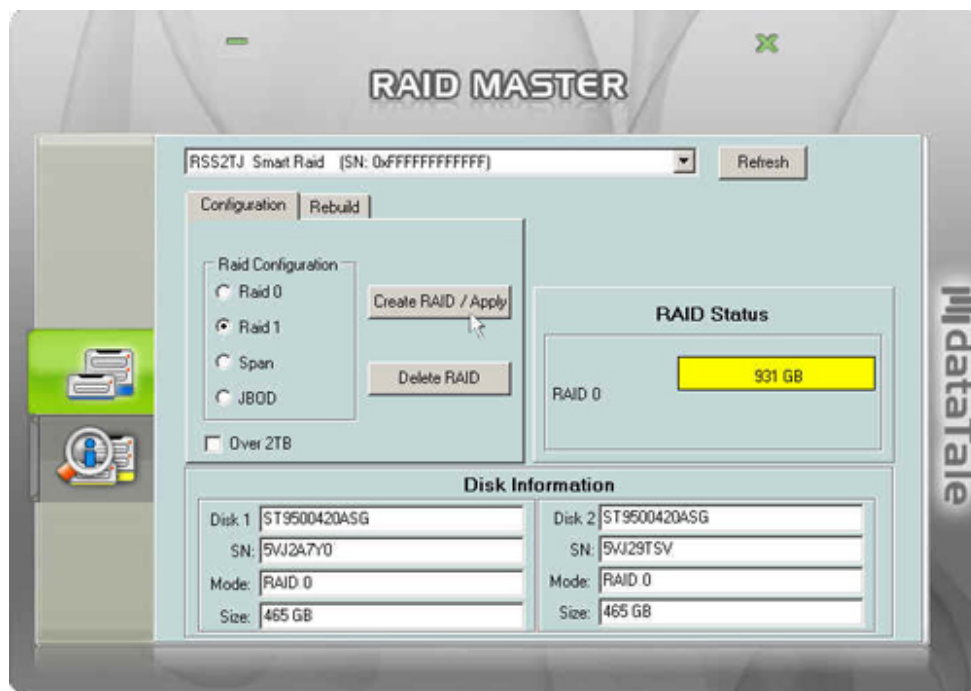 RAID MASTER
RSS2TJ Smart Raid (SN: 0xFFFFFFFFFFFF)
Refresh
Configuration
Rebuild
Raid Configuration
Raid 0
Raid 1
Span
JBOD
Over 2TB
Create RAID / Apply
Delete RAID
RAID Status
RAID 0
931 GB
dataTale
Disk Information
Disk 1 ST9500420ASG
SN: 5VJ2A7Y0
Mode: RAID 0
Size: 465 GB
Disk 2 ST9500420ASG
SN: 5VJ29TSV
Mode: RAID 0
Size: 465 GB